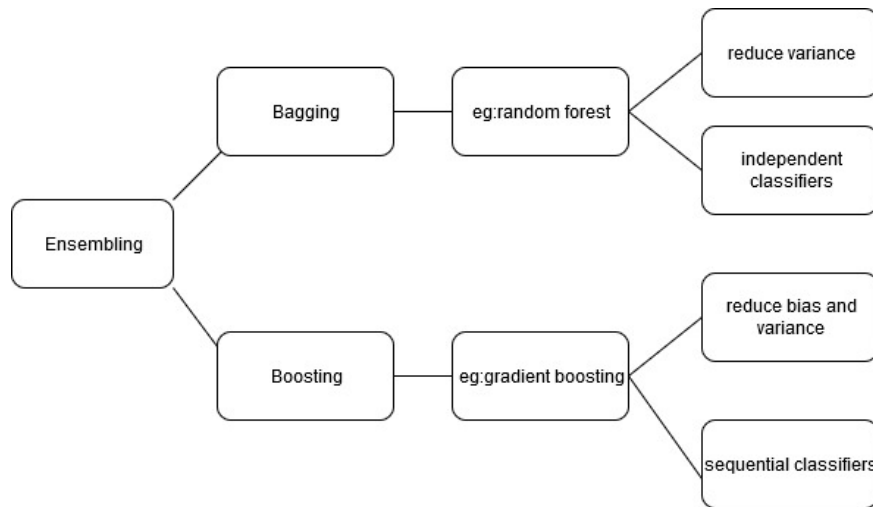 reduce variance
Bagging
eg:random forest
independent
classifiers
Ensembling
reduce bias and
variance
Boosting
eg:gradient boosting
sequential classifiers